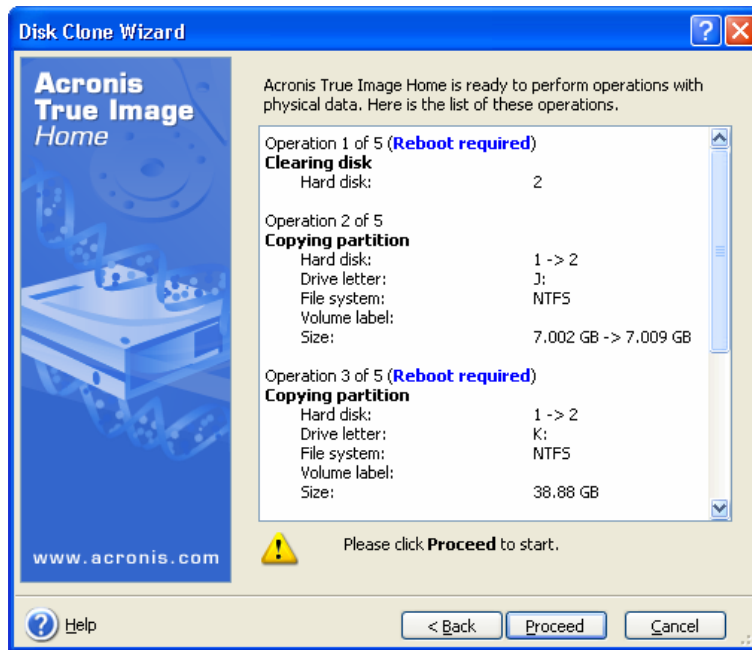 Disk Clone Wizard
Acronis
True Image
Home
Acronis True Image Home is ready to perform operations with
physical data. Here is the list of these operations.
Operation 1 of 5 (Reboot required)
Clearing disk
Hard disk: 2
Operation 2 of 5
Copying partition
Hard disk: 1 -> 2
Drive letter: J:
File system: NTFS
Volume label:
Size: 7.002 GB -> 7.009 GB
Operation 3 of 5 (Reboot required)
Copying partition
Hard disk: 1 -> 2
Drive letter: K:
File system: NTFS
Volume label:
Size: 38.88 GB
Please click Proceed to start.
www.acronis.com
Help
< Back
Proceed
Cancel